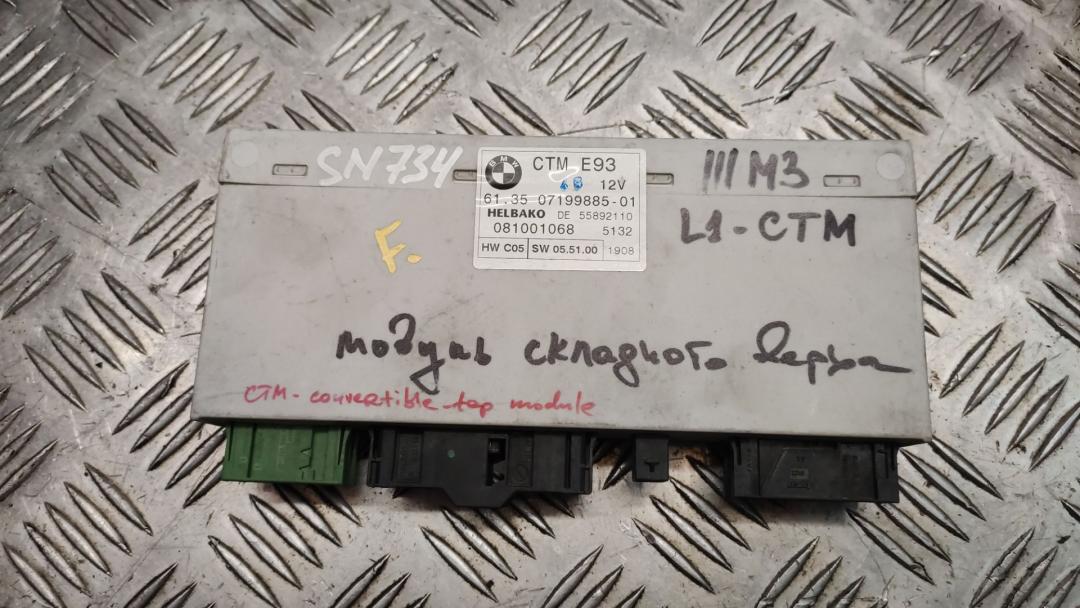 SN734
BMW
CTM E93
12V
61.35 07199885-01
HELBAKO DE 55892110
081001068 5132
HW C05 SW 05.51.00 1908
III M3
L1-CTM
F.
модуль складного верха
CTM - convertible-top module